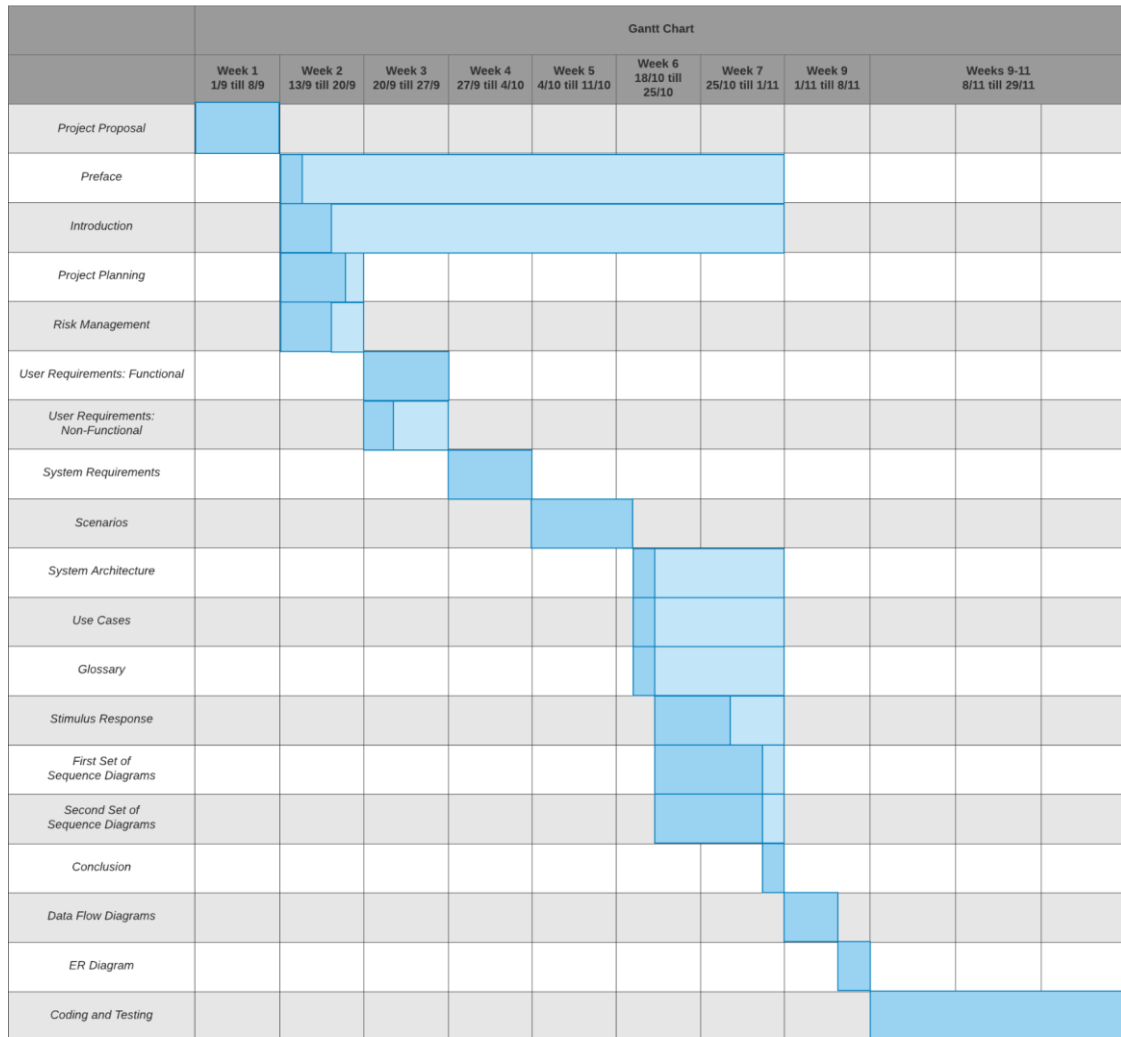 Gantt Chart
Week 1
1/9 till 8/9
Week 2
13/9 till 20/9
Week 3
20/9 till 27/9
Week 4
27/9 till 4/10
Week 5
4/10 till 11/10
Week 6
18/10 till
25/10
Week 7
25/10 till 1/11
Week 9
1/11 till 8/11
Weeks 9-11
8/11 till 29/11
Project Proposal
Preface
Introduction
Project Planning
Risk Management
User Requirements: Functional
User Requirements:
Non-Functional
System Requirements
Scenarios
System Architecture
Use Cases
Glossary
Stimulus Response
First Set of
Sequence Diagrams
Second Set of
Sequence Diagrams
Conclusion
Data Flow Diagrams
ER Diagram
Coding and Testing